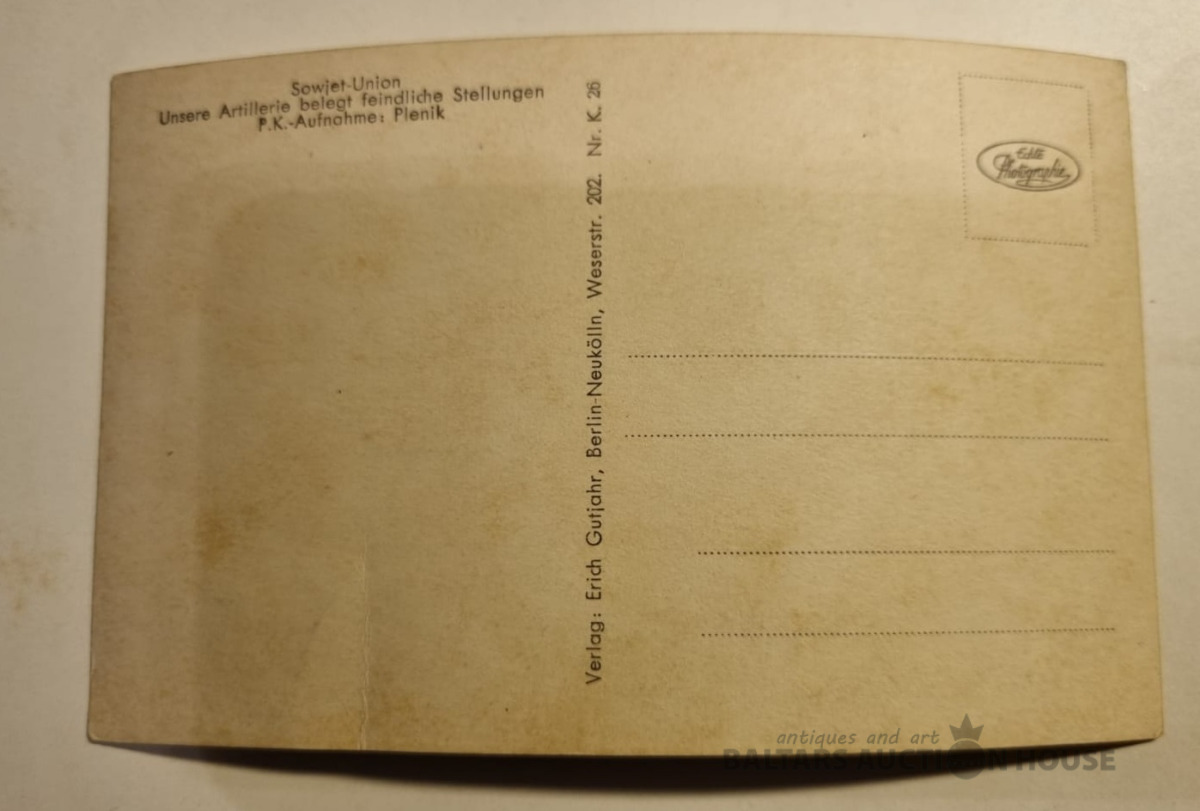 Sowjet-Union
Unsere Artillerie belegt feindliche Stellungen
P.K.-Aufnahme: Plenik
Verlag: Erich Gutjahr, Berlin-Neukölln, Weserstr. 202. Nr. K. 26
Echte
Photographie
antiques and art
BALTARS AUCTION HOUSE